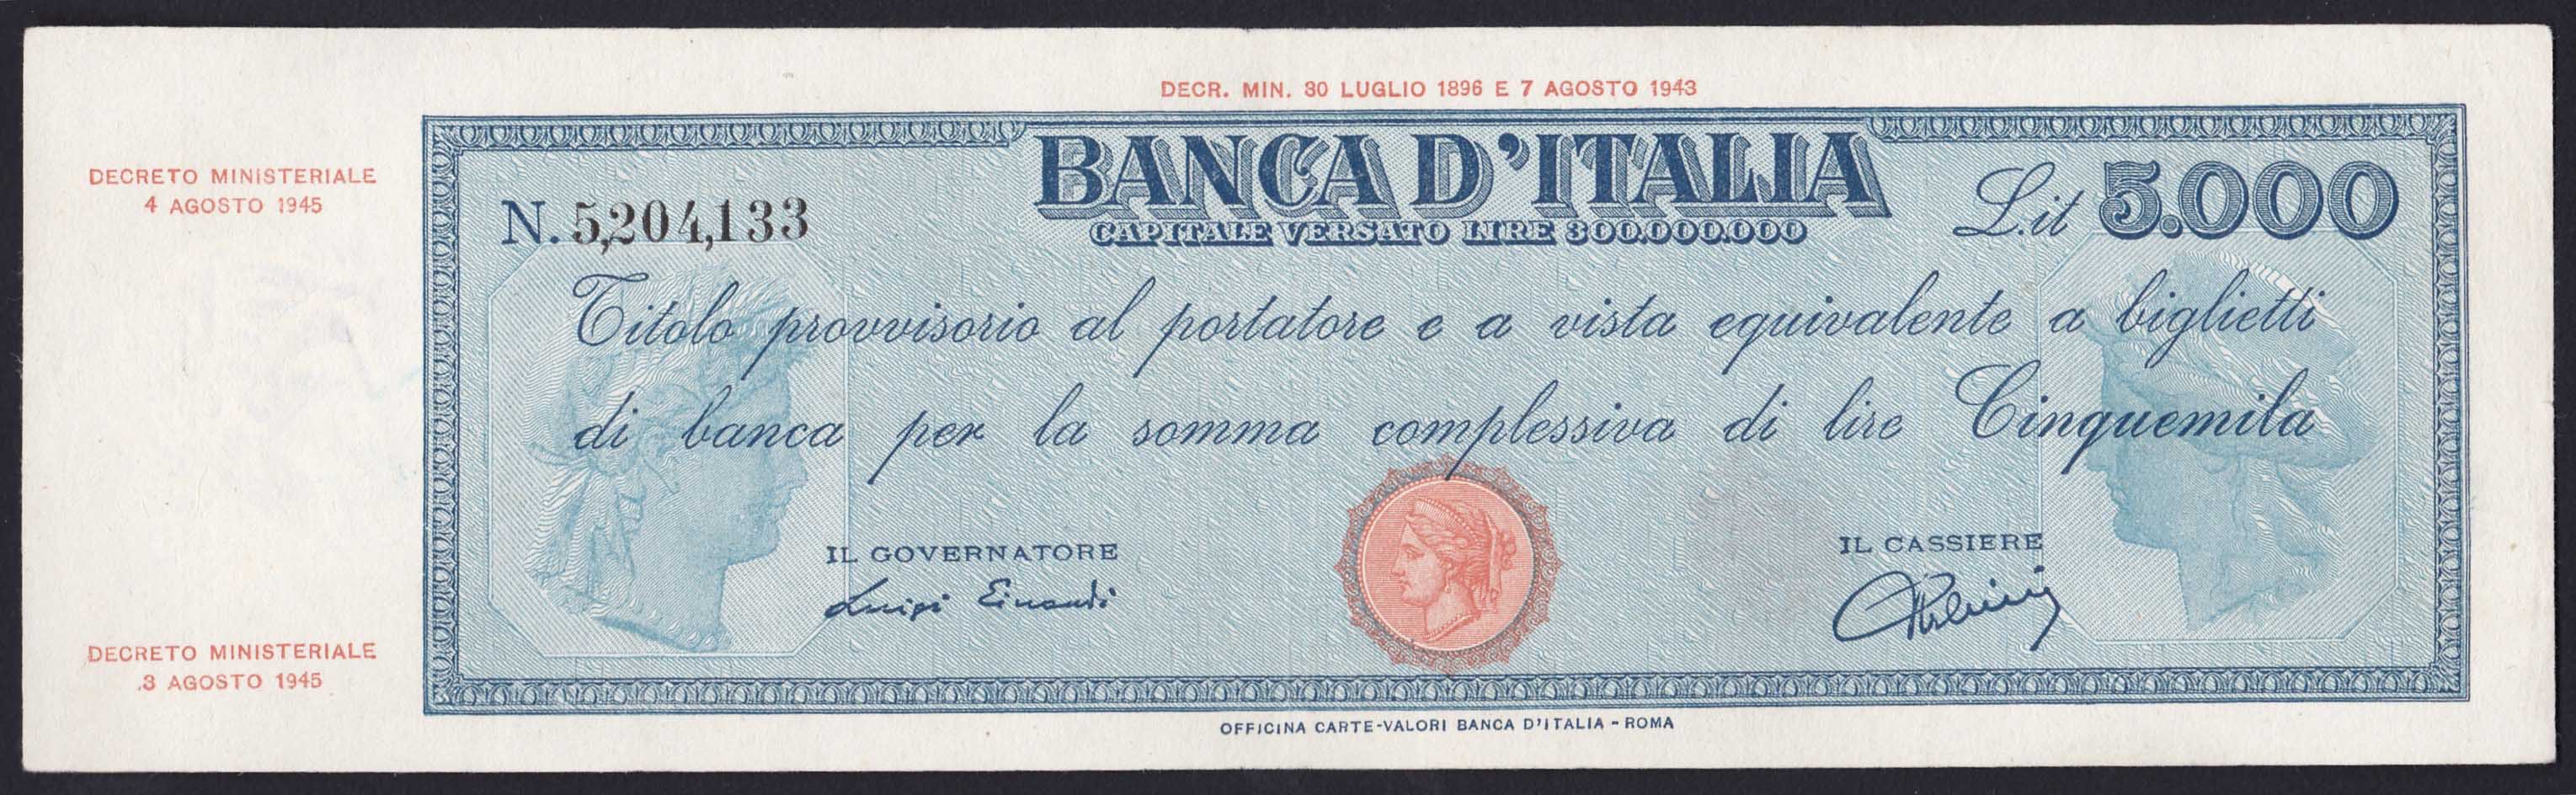 DECR. MIN. 30 LUGLIO 1896 E 7 AGOSTO 1943
DECRETO MINISTERIALE
4 AGOSTO 1945
BANCA D'ITALIA
CAPITALE VERSATO LIRE 300.000.000
N. 5,204,133
L.it 5.000
Titolo provvisorio al portatore e a vista equivalente a biglietti
di banca per la somma complessiva di lire Cinquemila
IL GOVERNATORE
Luigi Einaudi
IL CASSIERE
DECRETO MINISTERIALE
3 AGOSTO 1945
OFFICINA CARTE-VALORI BANCA D'ITALIA - ROMA